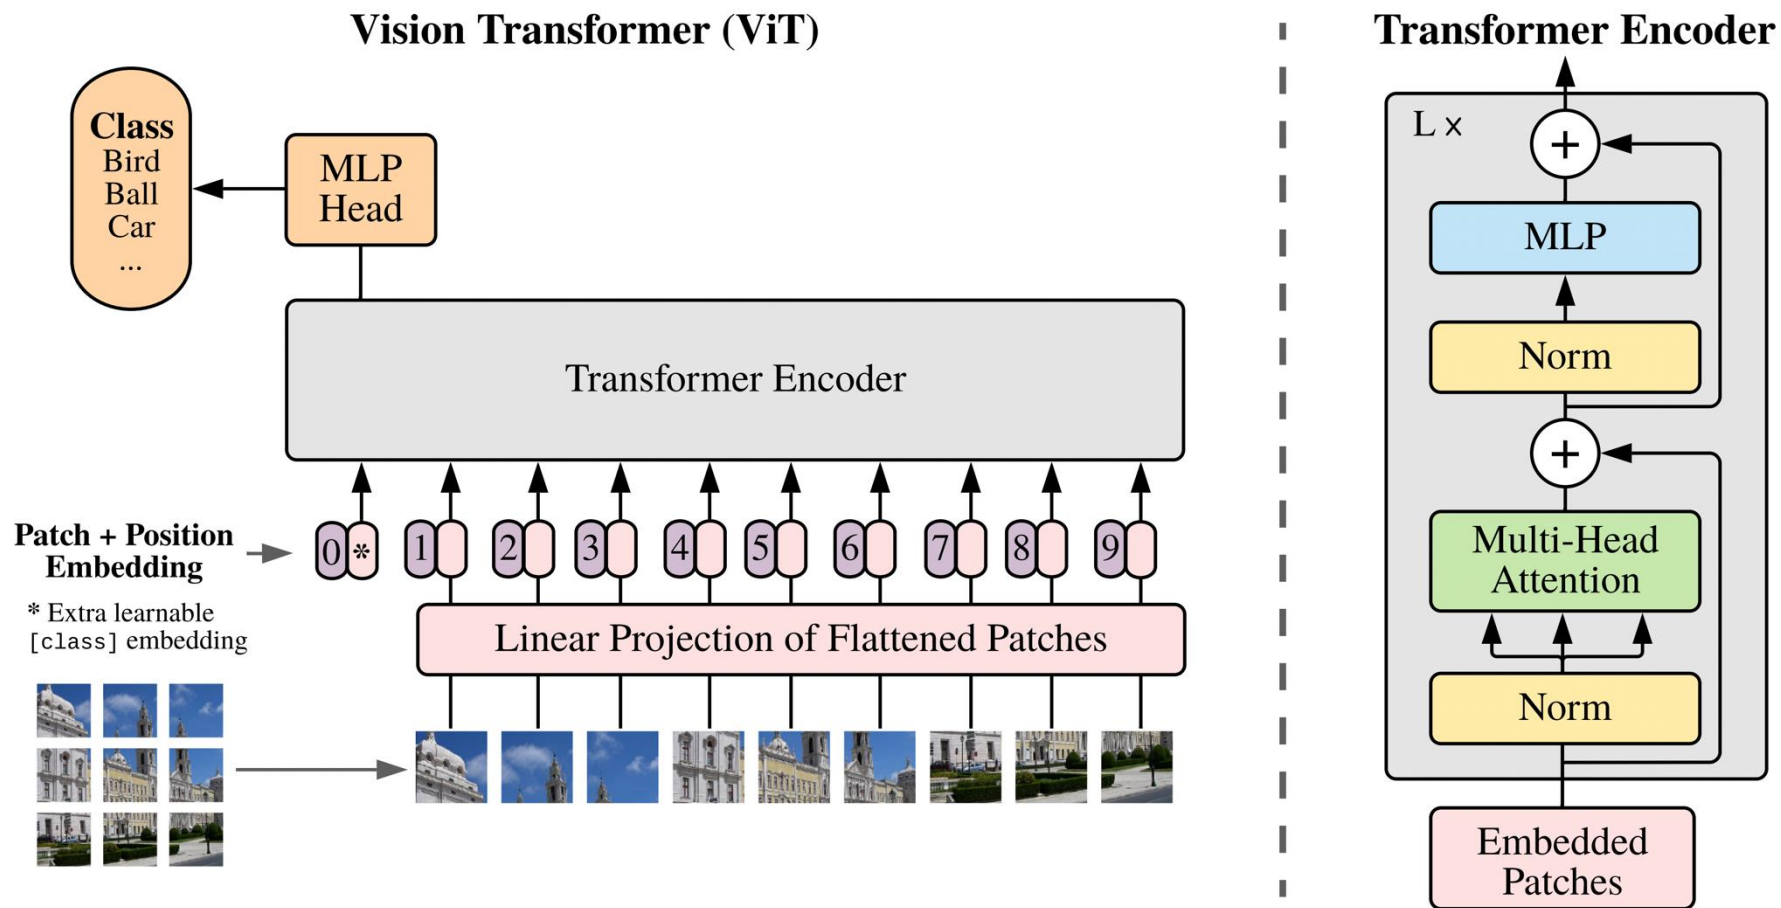 Vision Transformer (ViT)
Class
Bird
Ball
Car
...
MLP
Head
Transformer Encoder
Patch + Position
Embedding
* Extra learnable
[class] embedding
0 * 1 2 3 4 5 6 7 8 9
Linear Projection of Flattened Patches
Transformer Encoder
L ×
+
MLP
Norm
+
Multi-Head
Attention
Norm
Embedded
Patches